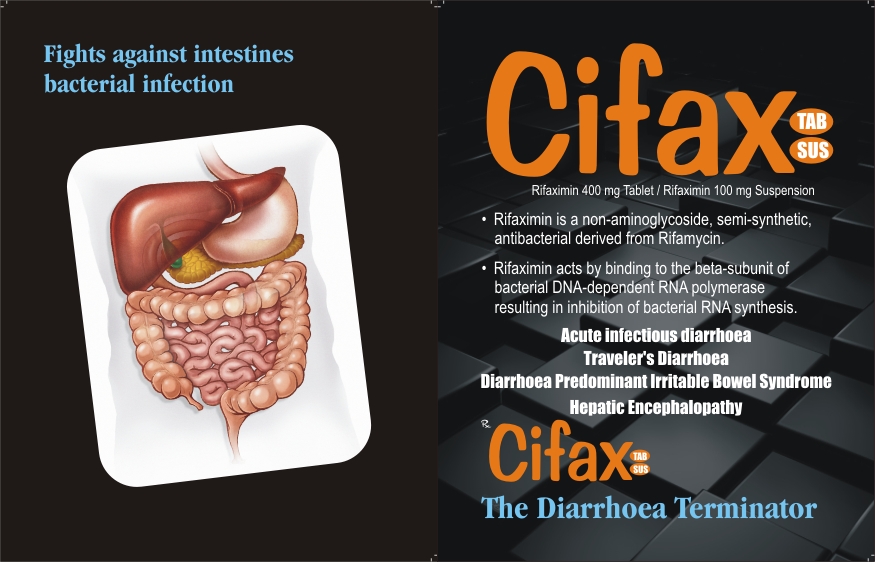 Fights against intestines
bacterial infection
Cifax
TAB
SUS
Rifaximin 400 mg Tablet / Rifaximin 100 mg Suspension
• Rifaximin is a non-aminoglycoside, semi-synthetic,
antibacterial derived from Rifamycin.
• Rifaximin acts by binding to the beta-subunit of
bacterial DNA-dependent RNA polymerase
resulting in inhibition of bacterial RNA synthesis.
Acute infectious diarrhoea
Traveler's Diarrhoea
Diarrhoea Predominant Irritable Bowel Syndrome
Hepatic Encephalopathy
Rx
Cifax
TAB
SUS
The Diarrhoea Terminator